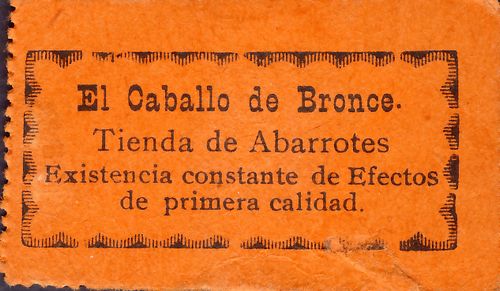 El Caballo de Bronce.
Tienda de Abarrotes
Existencia constante de Efectos
de primera calidad.